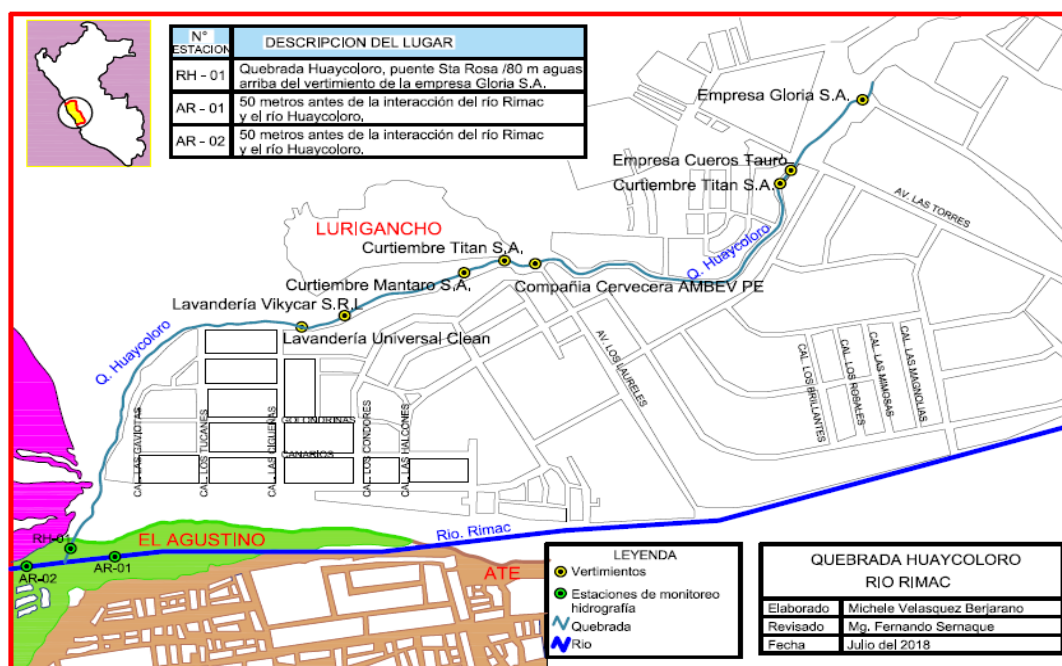 N°
ESTACION
DESCRIPCION DEL LUGAR
RH - 01
Quebrada Huaycoloro, puente Sta Rosa /80 m aguas
arriba del vertimiento de la empresa Gloria S.A.
AR - 01
50 metros antes de la interacción del río Rimac
y el río Huaycoloro,
AR - 02
50 metros antes de la interacción del río Rimac
y el río Huaycoloro.
Empresa Gloria S.A.
Empresa Cueros Tauro
Curtiembre Titan S.A.
AV. LAS TORRES
LURIGANCHO
Curtiembre Titan S.A.
Q. Huaycoloro
Curtiembre Mantaro S.A.
Compañia Cervecera AMBEV PE
Lavandería Vikycar S.R.L
Lavandería Universal Clean
Q. Huaycoloro
AV. LOS LAURELES
CAL. LOS BRILLANTES
CAL. LOS ROSALES
CAL. LAS MIMOSAS
CAL. LAS MAGNOLIAS
CAL. LAS GAVIOTAS
CAL. LOS TUCANES
CAL. LAS CIGUEÑAS
GOLONDRINAS
CANARIOS
CAL. LOS CONDORES
CAL. LAS HALCONES
Rio. Rimac
EL AGUSTINO
RH-01
AR-01
AR-02
ATE
LEYENDA
Vertimientos
Estaciones de monitoreo
hidrografía
Quebrada
Rio
QUEBRADA HUAYCOLORO
RIO RIMAC
Elaborado Michele Velasquez Berjarano
Revisado Mg. Fernando Sernaque
Fecha Julio del 2018